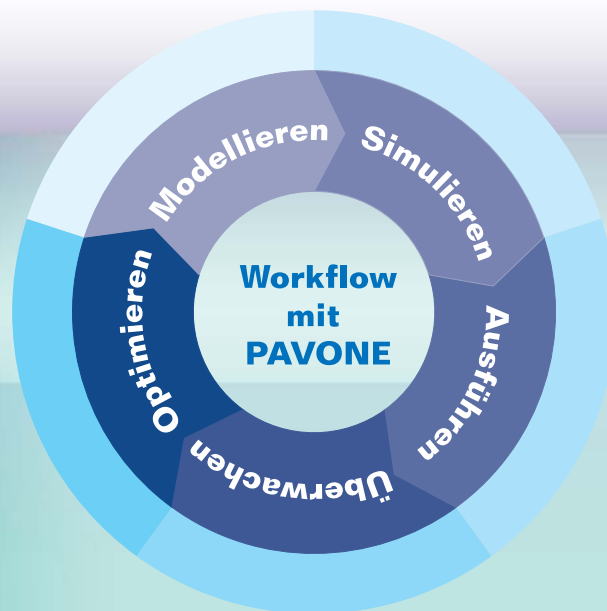 Modellieren
Simulieren
Ausführen
Überwachen
Optimieren
Workflow
mit
PAVONE